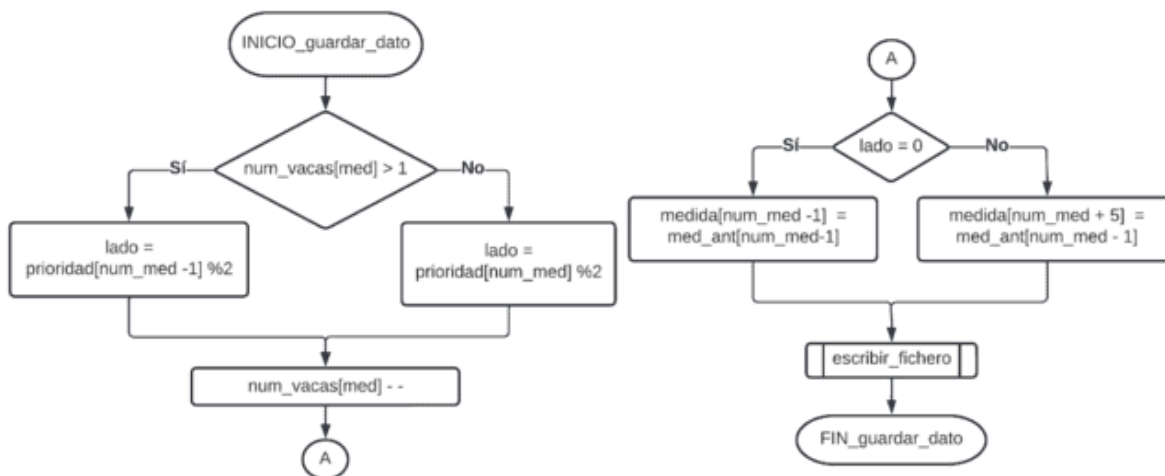 INICIO_guardar_dato
num_vacas[med] > 1
Sí
No
lado =
prioridad[num_med -1] %2
lado =
prioridad[num_med] %2
num_vacas[med] - -
A
A
lado = 0
Sí
No
medida[num_med -1] =
med_ant[num_med-1]
medida[num_med + 5] =
med_ant[num_med - 1]
escribir_fichero
FIN_guardar_dato